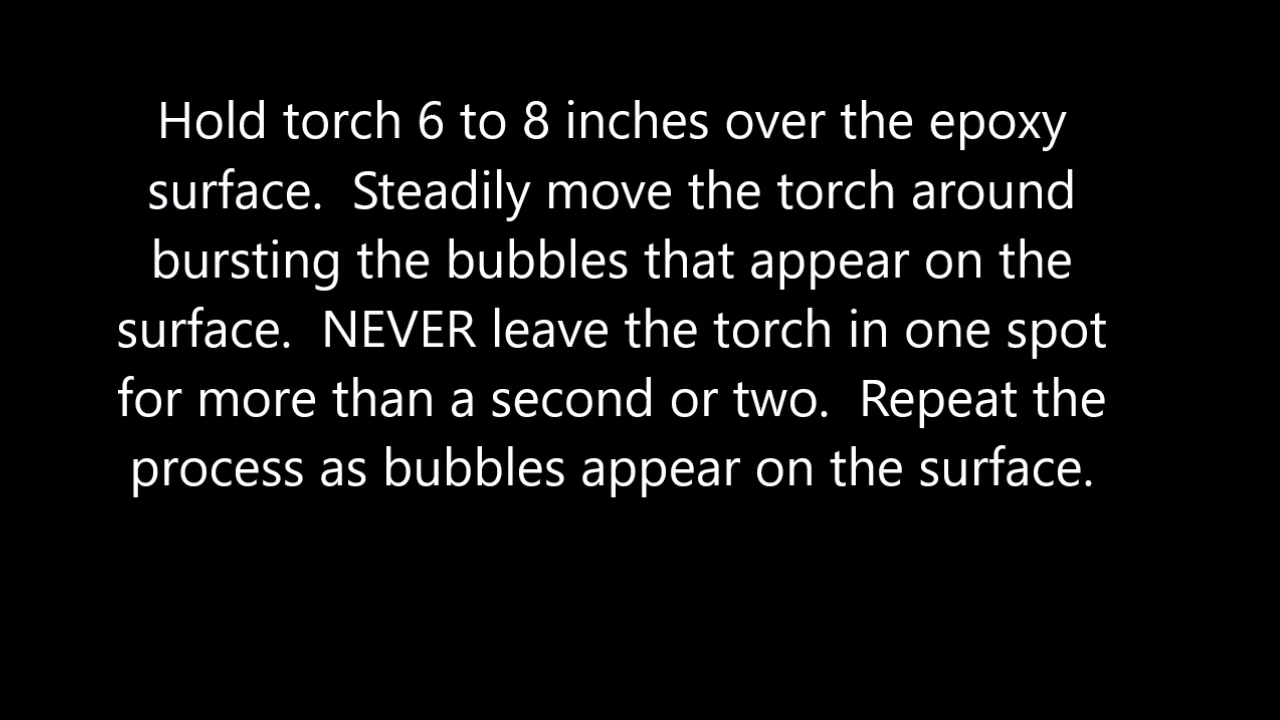 Hold torch 6 to 8 inches over the epoxy
surface.  Steadily move the torch around
bursting the bubbles that appear on the
surface.  NEVER leave the torch in one spot
for more than a second or two.  Repeat the
process as bubbles appear on the surface.